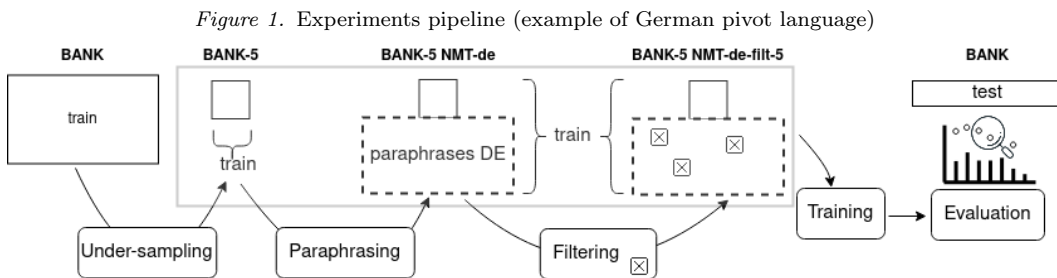 Figure 1. Experiments pipeline (example of German pivot language)
BANK
BANK-5
BANK-5 NMT-de
BANK-5 NMT-de-filt-5
BANK
train
train
paraphrases DE
train
test
Under-sampling
Paraphrasing
Filtering
Training
Evaluation